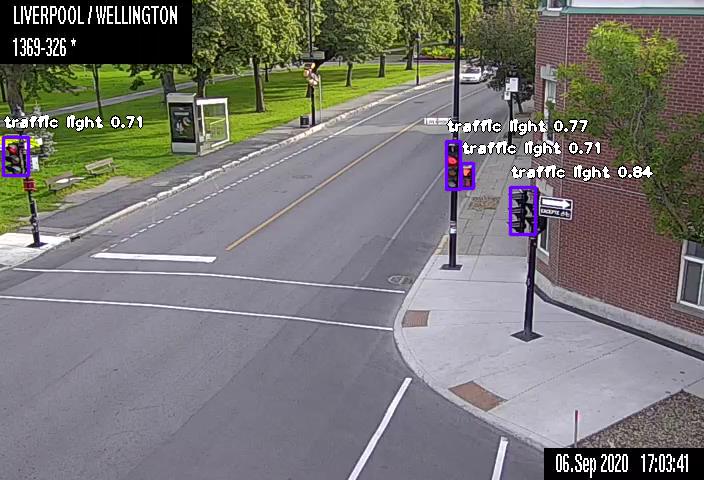 LIVERPOOL / WELLINGTON
1369-326 *
traffic light 0.71
traffic light 0.77
traffic light 0.71
traffic light 0.84
EXCEPTÉ
06.Sep 2020 17:03:41